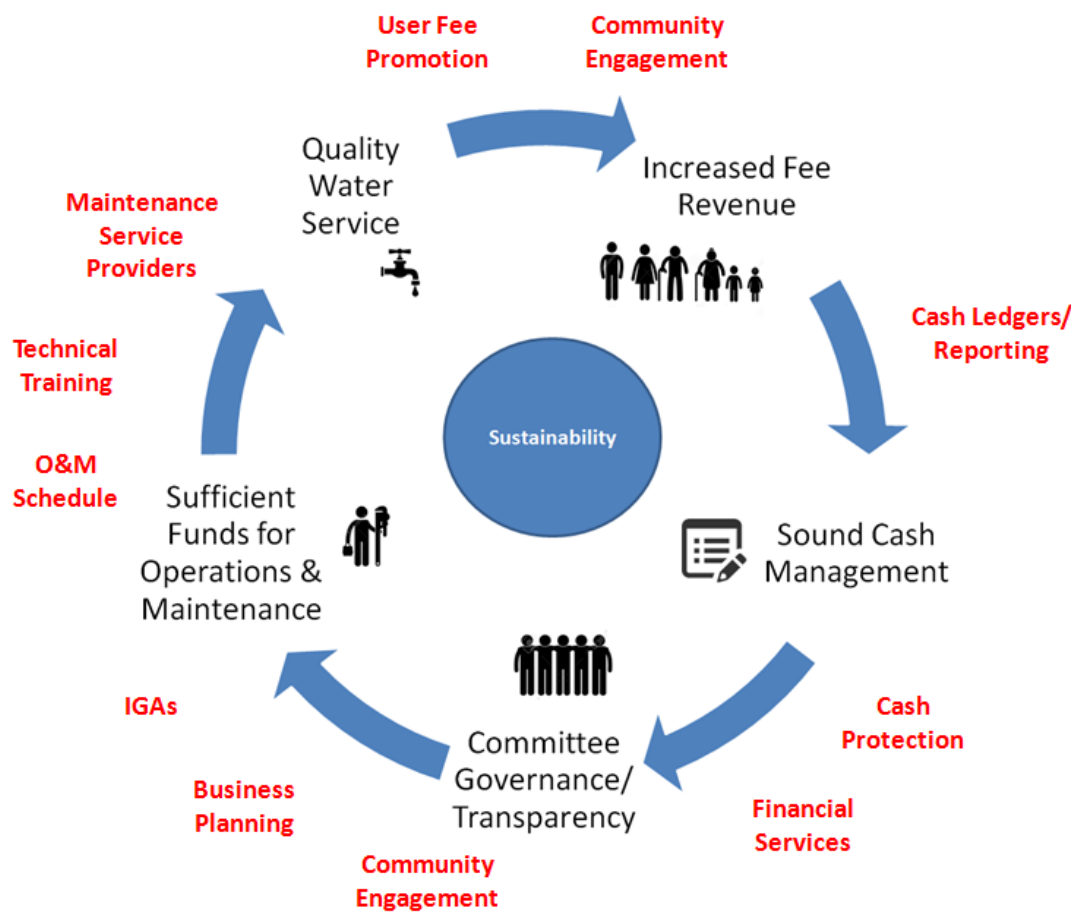 User Fee
Promotion
Community
Engagement
Quality
Water
Service
Increased Fee
Revenue
Maintenance
Service
Providers
Cash Ledgers/
Reporting
Technical
Training
Sustainability
O&M
Schedule
Sufficient
Funds for
Operations &
Maintenance
Sound Cash
Management
IGAs
Cash
Protection
Committee
Governance/
Transparency
Business
Planning
Financial
Services
Community
Engagement